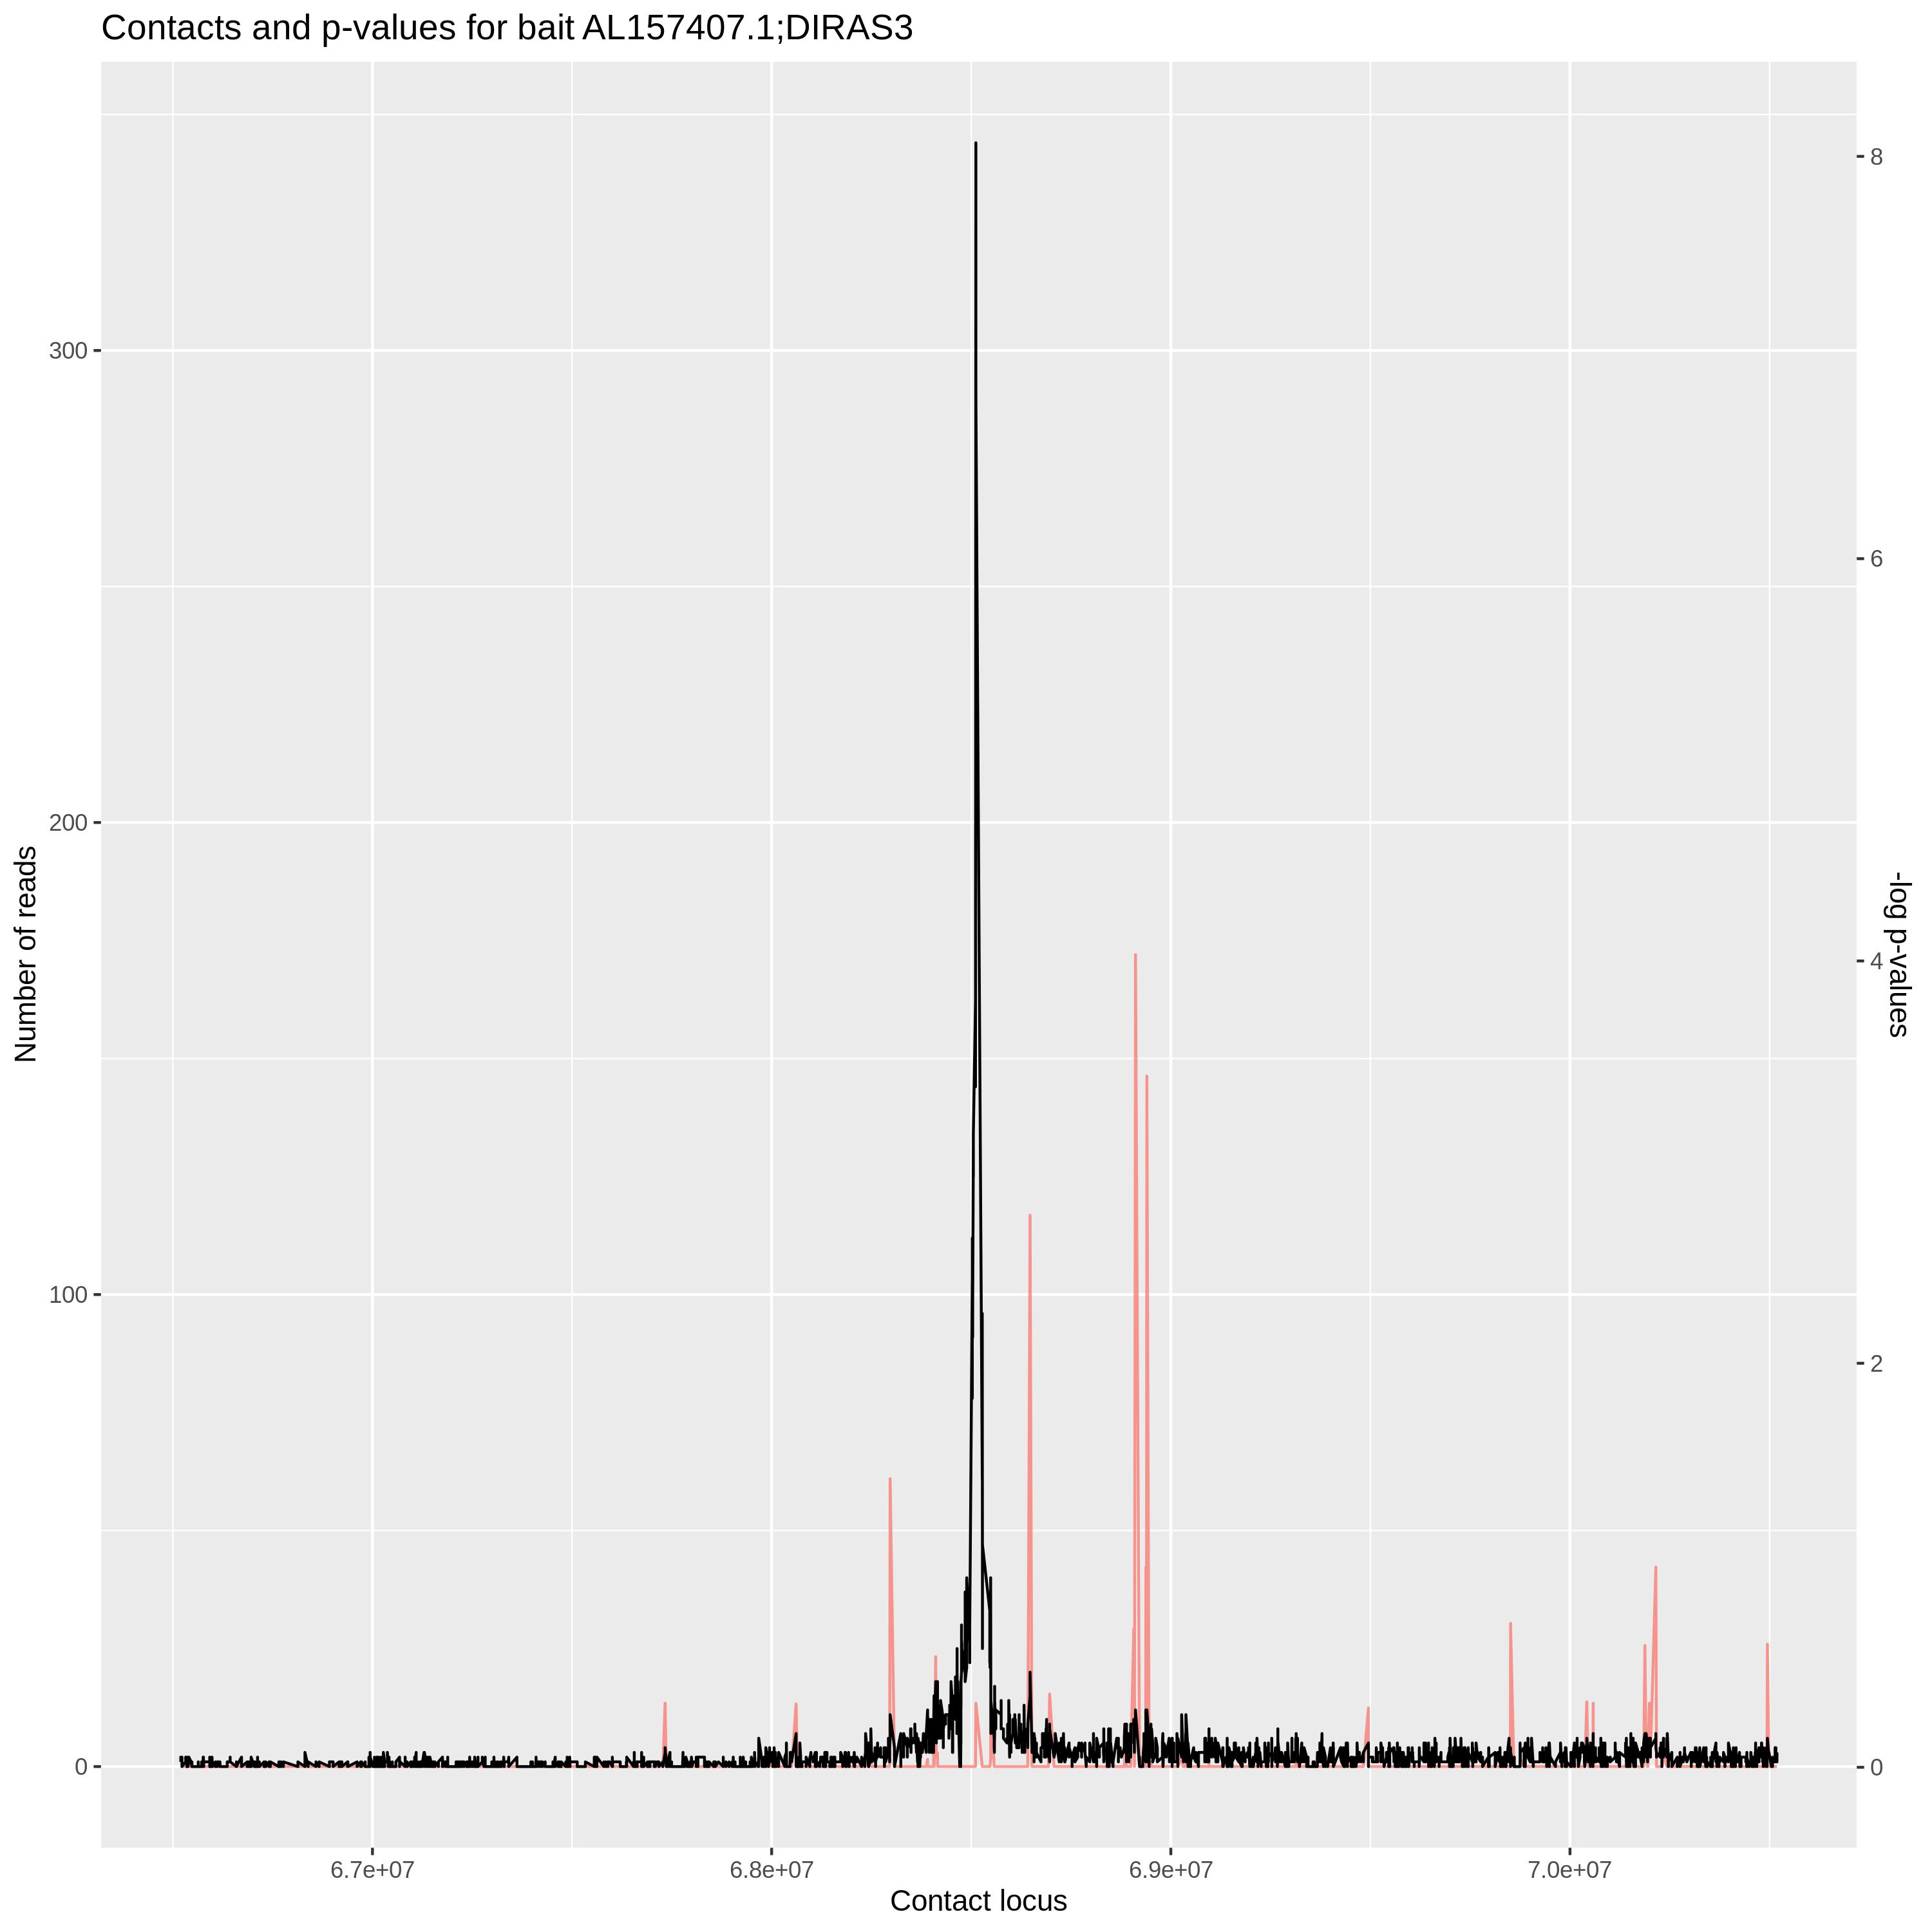 Contacts and p-values for bait AL157407.1;DIRAS3
Number of reads
300
200
100
0
8
6
4
2
0
-log p-values
6.7e+07
6.8e+07
6.9e+07
7.0e+07
Contact locus